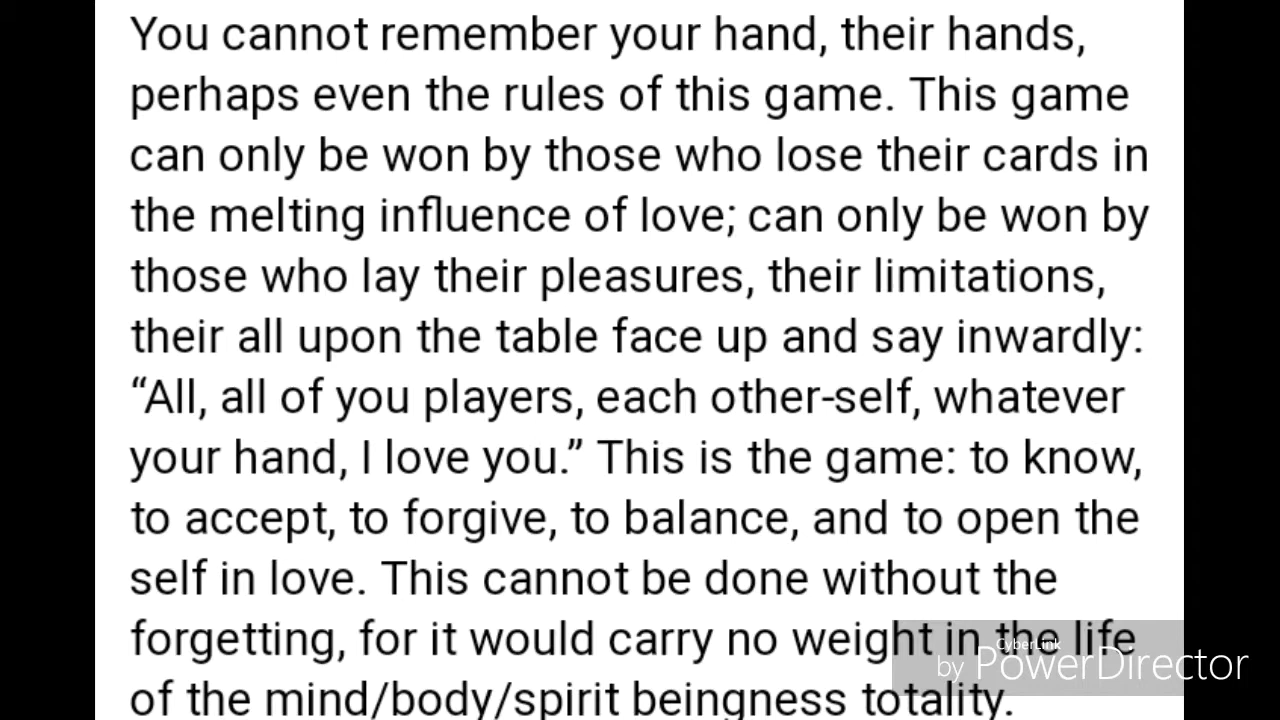 You cannot remember your hand, their hands,
perhaps even the rules of this game. This game
can only be won by those who lose their cards in
the melting influence of love; can only be won by
those who lay their pleasures, their limitations,
their all upon the table face up and say inwardly:
“All, all of you players, each other-self, whatever
your hand, I love you.” This is the game: to know,
to accept, to forgive, to balance, and to open the
self in love. This cannot be done without the
forgetting, for it would carry no weight in the life
of the mind/body/spirit beingness totality.
CyberLink
by PowerDirector